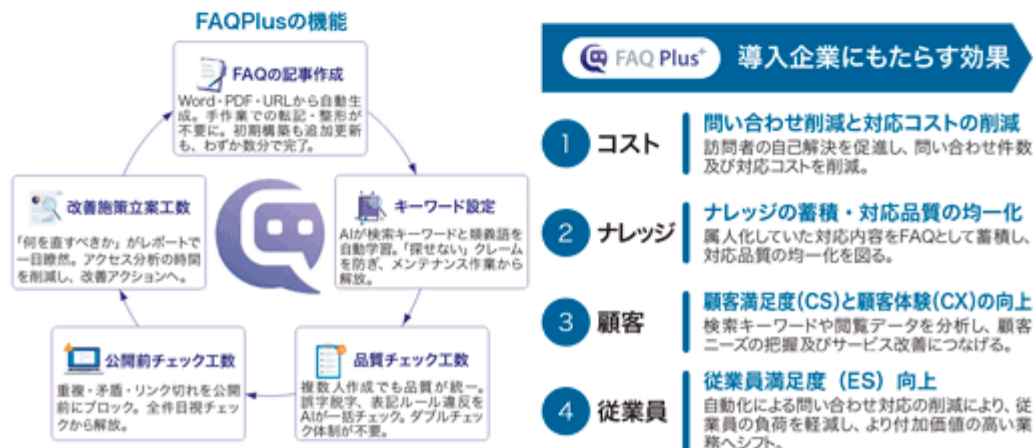 FAQPlusの機能
FAQの記事作成
Word・PDF・URLから自動生
成。手作業での転記・整形が
不要に。初期構築も追加更新
も、わずか数分で完了。
キーワード設定
AIが検索キーワードと類義語を
自動学習。「探せない」クレーム
を防ぎ、メンテナンス作業から
解放。
品質チェック工数
複数人作成でも品質が統一。
誤字脱字、表記ルール違反を
AIが一括チェック。ダブルチェッ
ク体制が不要。
公開前チェック工数
重複・矛盾・リンク切れを公開
前にブロック。全件目視チェッ
クから解放。
改善施策立案工数
「何を直すべきか」がレポートで
一目瞭然。アクセス分析の時間
を削減し、改善アクションへ。
FAQ Plus+ 導入企業にもたらす効果
1 コスト
問い合わせ削減と対応コストの削減
訪問者の自己解決を促進し、問い合わせ件数
及び対応コストを削減。
2 ナレッジ
ナレッジの蓄積・対応品質の均一化
属人化していた対応内容をFAQとして蓄積し、
対応品質の均一化を図る。
3 顧客
顧客満足度(CS)と顧客体験(CX)の向上
検索キーワードや閲覧データを分析し、顧客
ニーズの把握及びサービス改善につなげる。
4 従業員
従業員満足度（ES）向上
自動化による問い合わせ対応の削減により、従
業員の負荷を軽減し、より付加価値の高い業
務へシフト。